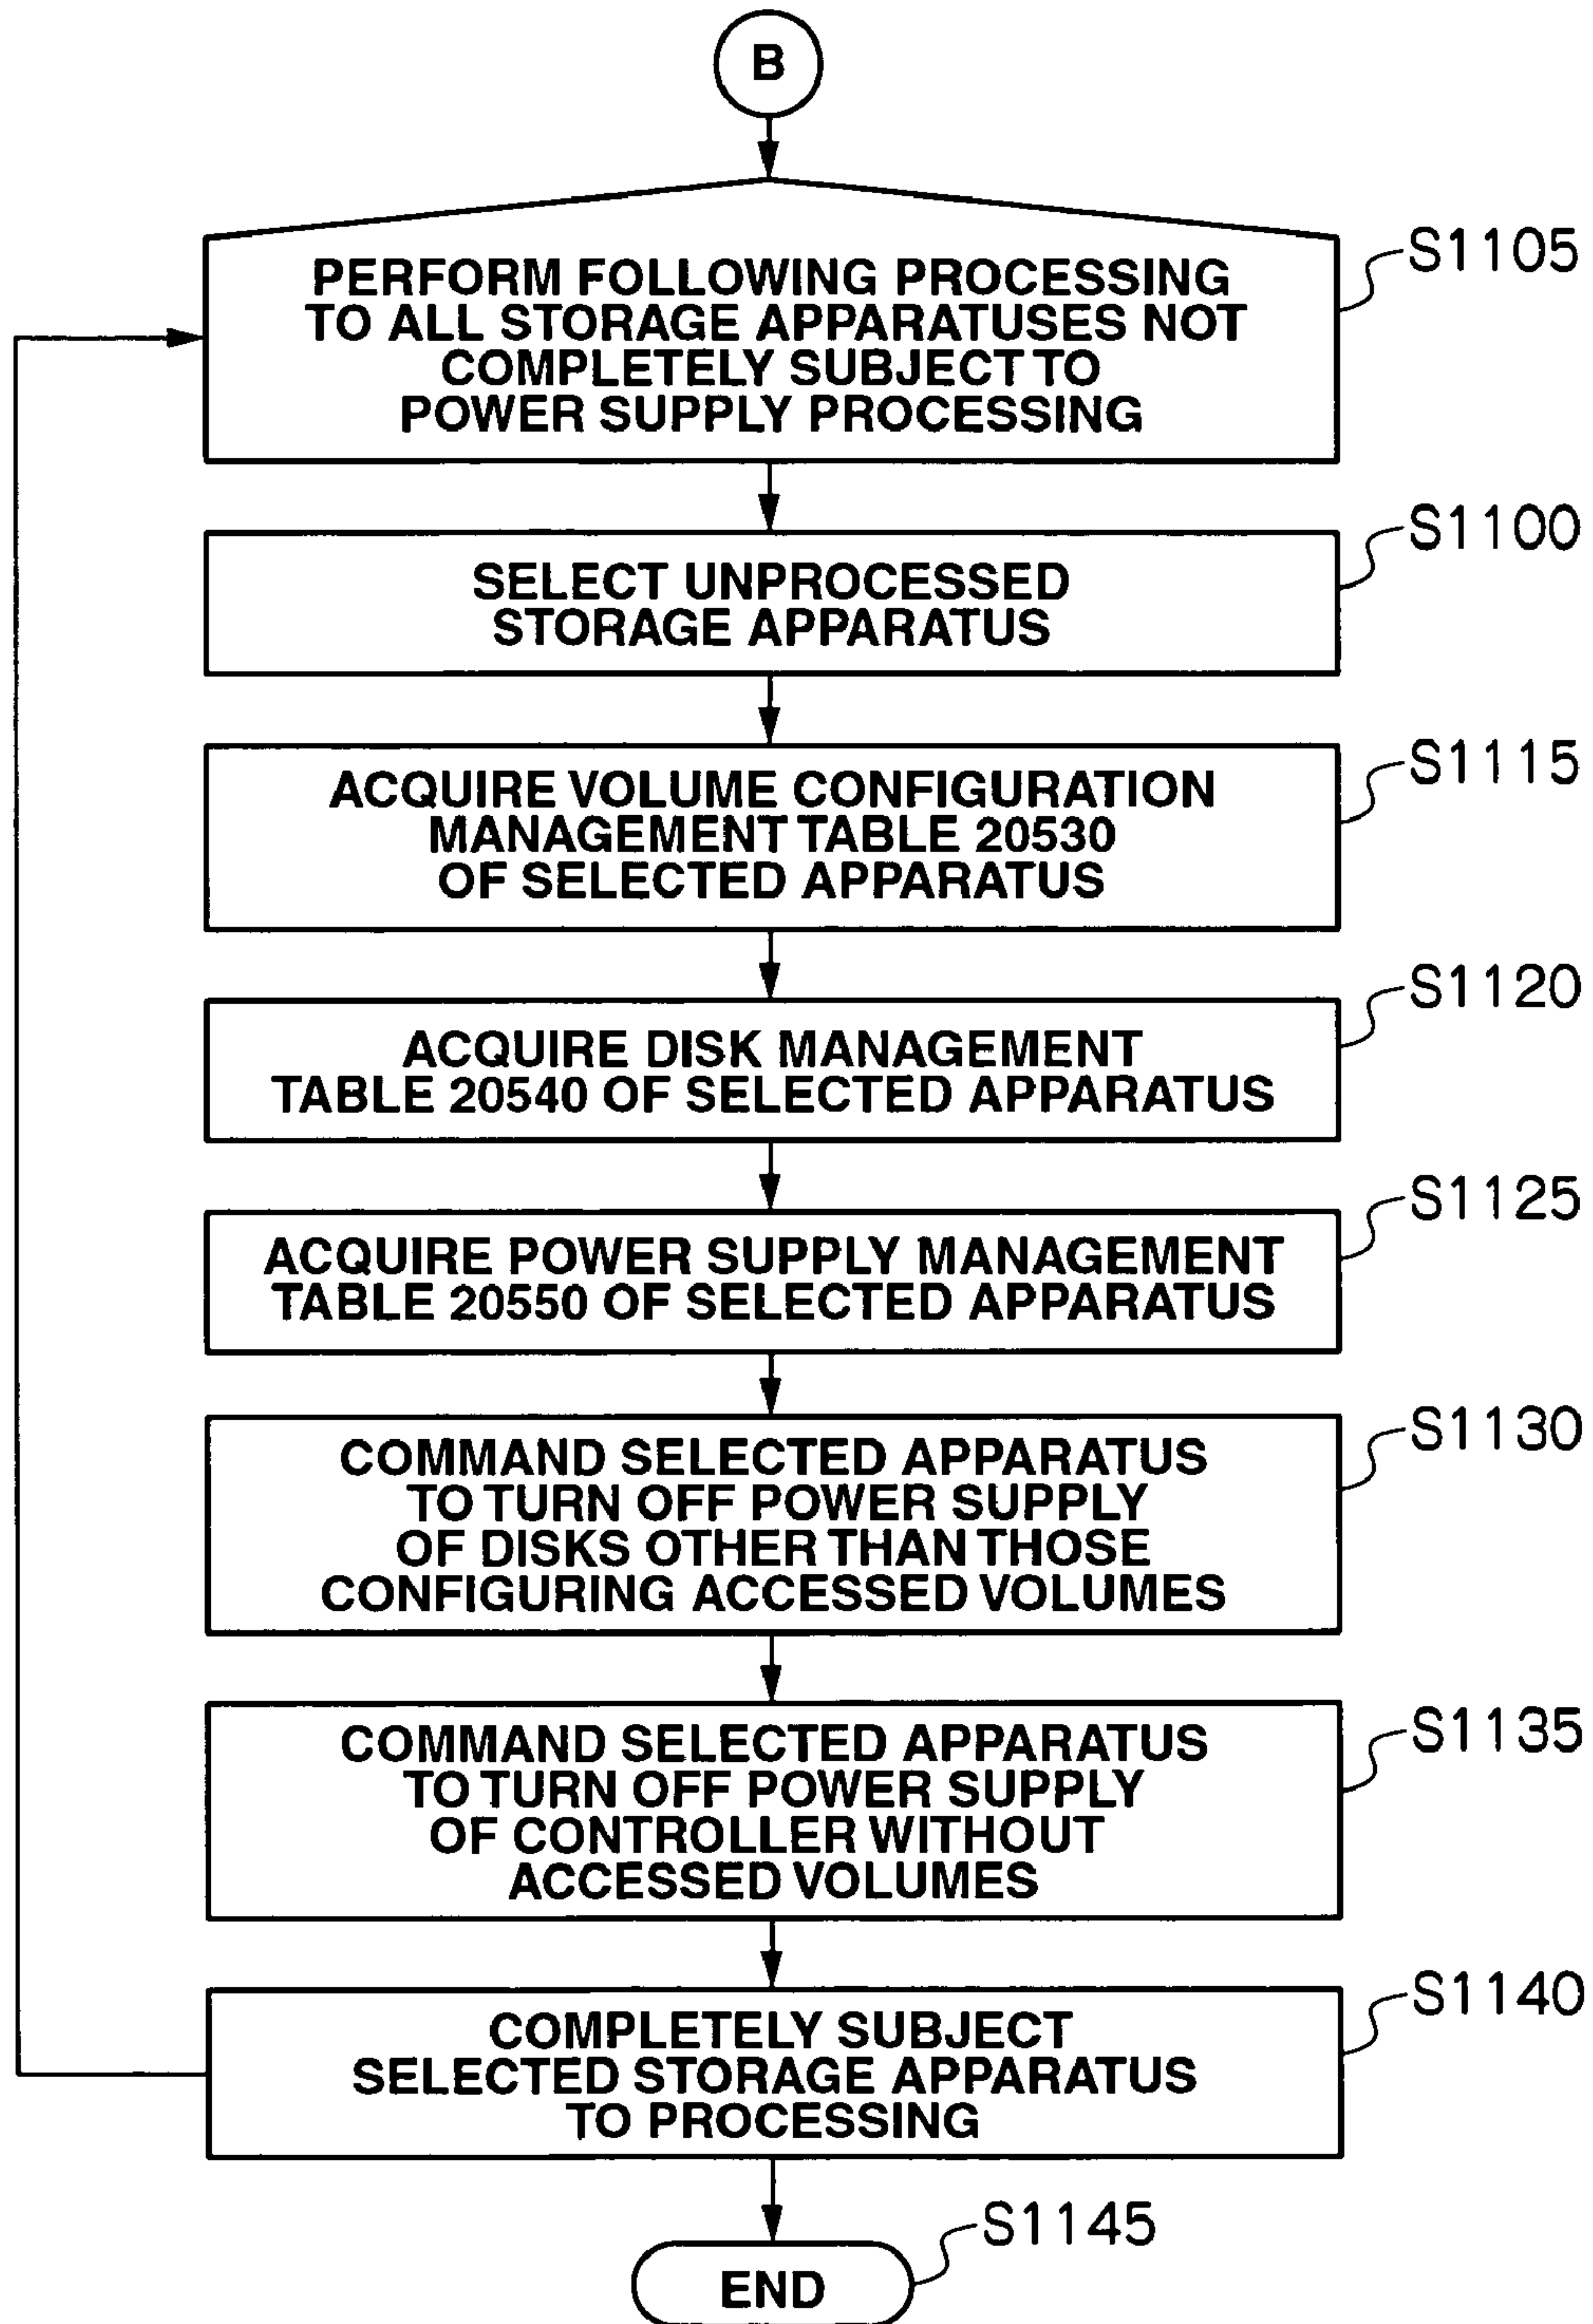 B
PERFORM FOLLOWING PROCESSING
TO ALL STORAGE APPARATUSES NOT
COMPLETELY SUBJECT TO
POWER SUPPLY PROCESSING
S1105
SELECT UNPROCESSED
STORAGE APPARATUS
S1100
ACQUIRE VOLUME CONFIGURATION
MANAGEMENT TABLE 20530
OF SELECTED APPARATUS
S1115
ACQUIRE DISK MANAGEMENT
TABLE 20540 OF SELECTED APPARATUS
S1120
ACQUIRE POWER SUPPLY MANAGEMENT
TABLE 20550 OF SELECTED APPARATUS
S1125
COMMAND SELECTED APPARATUS
TO TURN OFF POWER SUPPLY
OF DISKS OTHER THAN THOSE
CONFIGURING ACCESSED VOLUMES
S1130
COMMAND SELECTED APPARATUS
TO TURN OFF POWER SUPPLY
OF CONTROLLER WITHOUT
ACCESSED VOLUMES
S1135
COMPLETELY SUBJECT
SELECTED STORAGE APPARATUS
TO PROCESSING
S1140
END
S1145